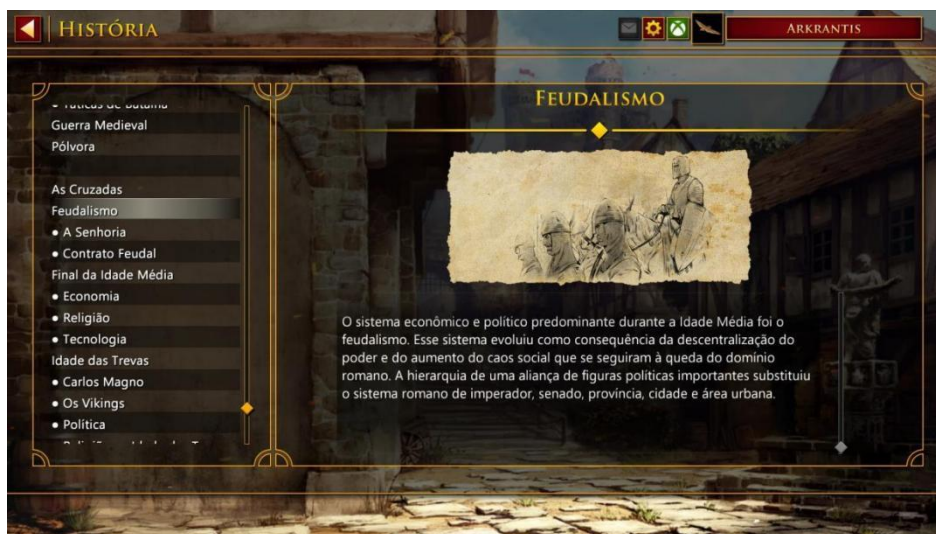 História
Arkrantis
• Táticas de Batalha
Guerra Medieval
Pólvora
As Cruzadas
Feudalismo
• A Senhoria
• Contrato Feudal
Final da Idade Média
• Economia
• Religião
• Tecnologia
Idade das Trevas
• Carlos Magno
• Os Vikings
• Política
Feudalismo
O sistema econômico e político predominante durante a Idade Média foi o
feudalismo. Esse sistema evoluiu como consequência da descentralização do
poder e do aumento do caos social que se seguiram à queda do domínio
romano. A hierarquia de uma aliança de figuras políticas importantes substituiu
o sistema romano de imperador, senado, província, cidade e área urbana.